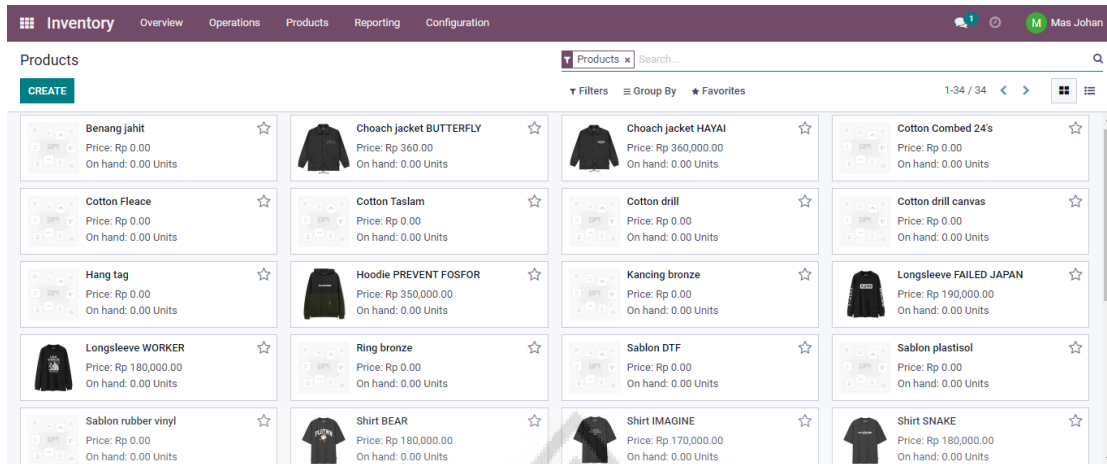 Inventory Overview Operations Products Reporting Configuration 1 M Mas Johan
Products Products × Search...
CREATE Filters Group By Favorites 1-34 / 34
Benang jahit
Price: Rp 0.00
On hand: 0.00 Units
Choach jacket BUTTERFLY
Price: Rp 360.00
On hand: 0.00 Units
Choach jacket HAYAI
Price: Rp 360,000.00
On hand: 0.00 Units
Cotton Combed 24's
Price: Rp 0.00
On hand: 0.00 Units
Cotton Fleace
Price: Rp 0.00
On hand: 0.00 Units
Cotton Taslam
Price: Rp 0.00
On hand: 0.00 Units
Cotton drill
Price: Rp 0.00
On hand: 0.00 Units
Cotton drill canvas
Price: Rp 0.00
On hand: 0.00 Units
Hang tag
Price: Rp 0.00
On hand: 0.00 Units
Hoodie PREVENT FOSFOR
Price: Rp 350,000.00
On hand: 0.00 Units
Kancing bronze
Price: Rp 0.00
On hand: 0.00 Units
Longsleeve FAILED JAPAN
Price: Rp 190,000.00
On hand: 0.00 Units
Longsleeve WORKER
Price: Rp 180,000.00
On hand: 0.00 Units
Ring bronze
Price: Rp 0.00
On hand: 0.00 Units
Sablon DTF
Price: Rp 0.00
On hand: 0.00 Units
Sablon plastisol
Price: Rp 0.00
On hand: 0.00 Units
Sablon rubber vinyl
Price: Rp 0.00
On hand: 0.00 Units
Shirt BEAR
Price: Rp 180,000.00
On hand: 0.00 Units
Shirt IMAGINE
Price: Rp 170,000.00
On hand: 0.00 Units
Shirt SNAKE
Price: Rp 180,000.00
On hand: 0.00 Units